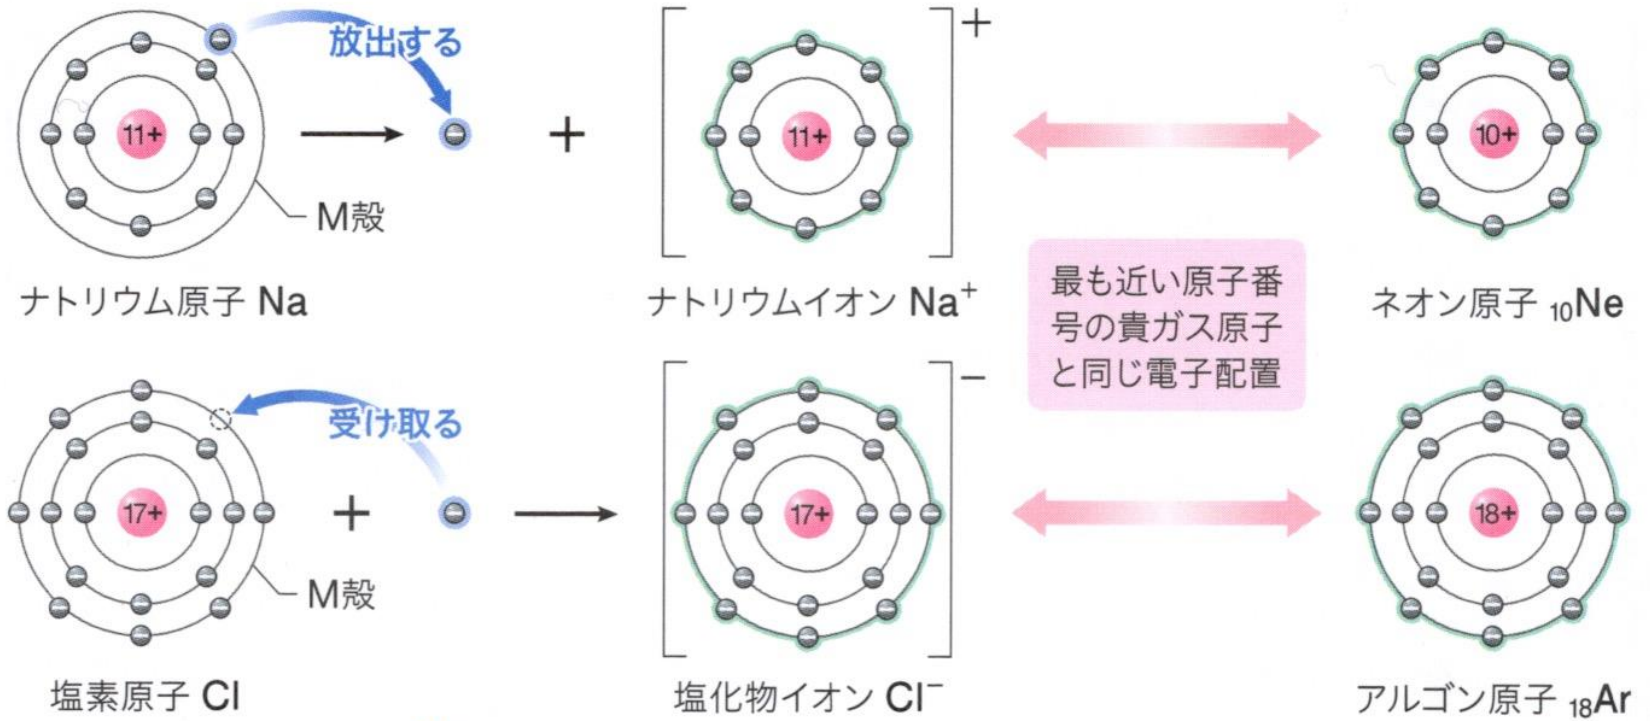 放出する
11+
M殻
+
11+
+
10+
ナトリウム原子 Na
ナトリウムイオン Na⁺
ネオン原子 ₁₀Ne
最も近い原子番
号の貴ガス原子
と同じ電子配置
受け取る
17+
M殻
+
17+
−
18+
塩素原子 Cl
塩化物イオン Cl⁻
アルゴン原子 ₁₈Ar